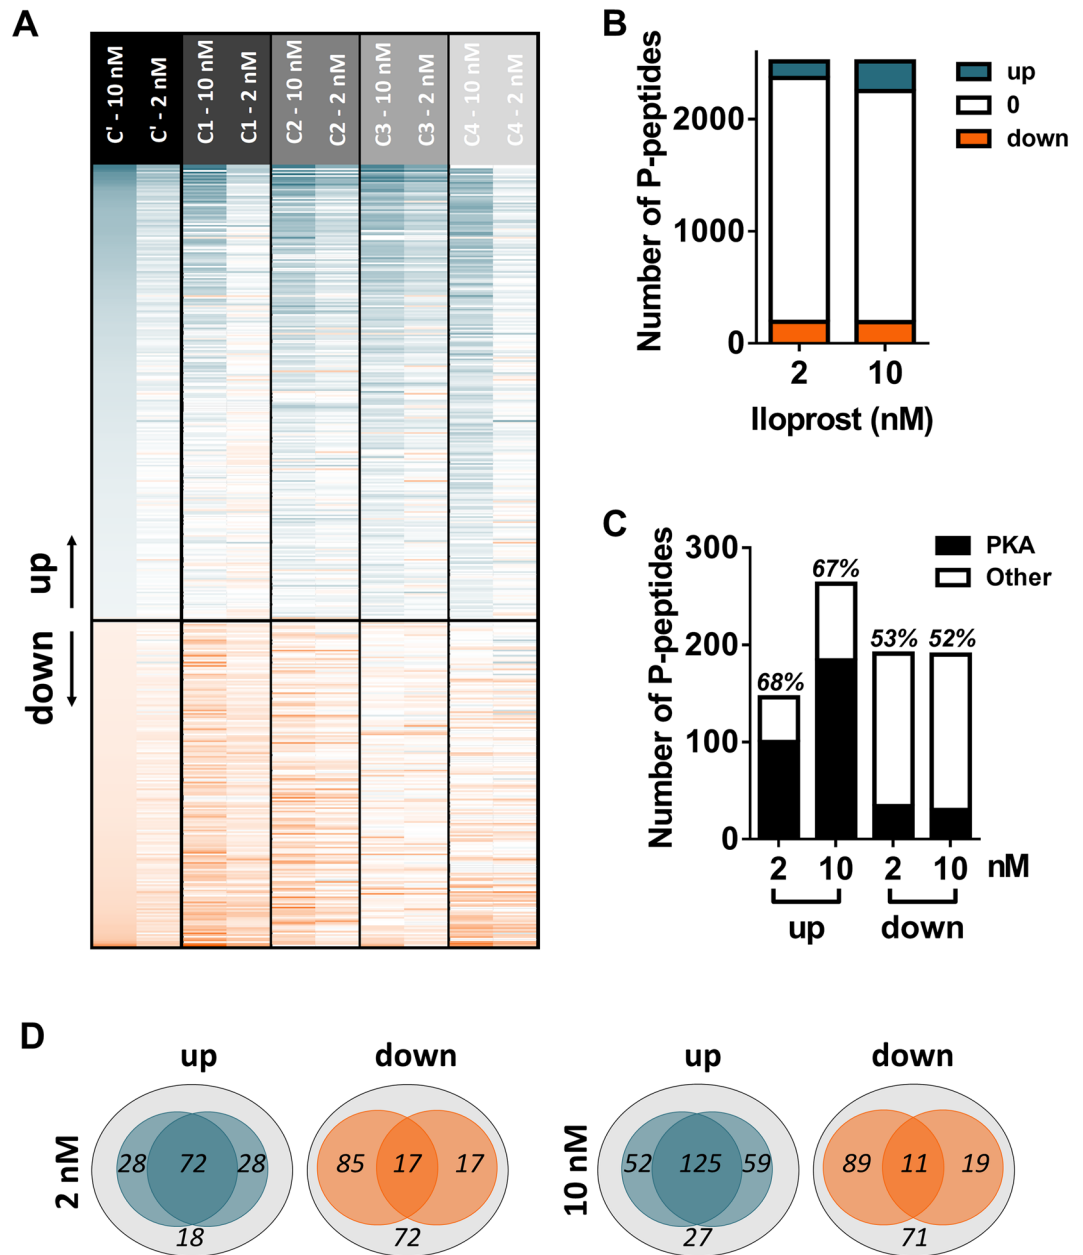 A
C' - 10 nM
C' - 2 nM
C1 - 10 nM
C1 - 2 nM
C2 - 10 nM
C2 - 2 nM
C3 - 10 nM
C3 - 2 nM
C4 - 10 nM
C4 - 2 nM
up
down
B
Number of P-peptides
2000
1000
0
2
10
Iloprost (nM)
up
0
down
C
Number of P-peptides
300
200
100
0
PKA
Other
68%
67%
53%
52%
2
10
2
10
nM
up
down
D
2 nM
up
28
72
28
18
down
85
17
17
72
10 nM
up
52
125
59
27
down
89
11
19
71